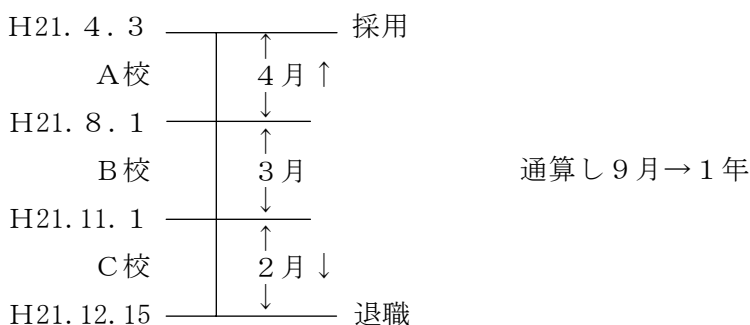 H21. 4. 3 採用
A校 4月↑
H21. 8. 1
B校 3月 通算し9月→1年
H21.11. 1
C校 2月↓
H21.12.15 退職